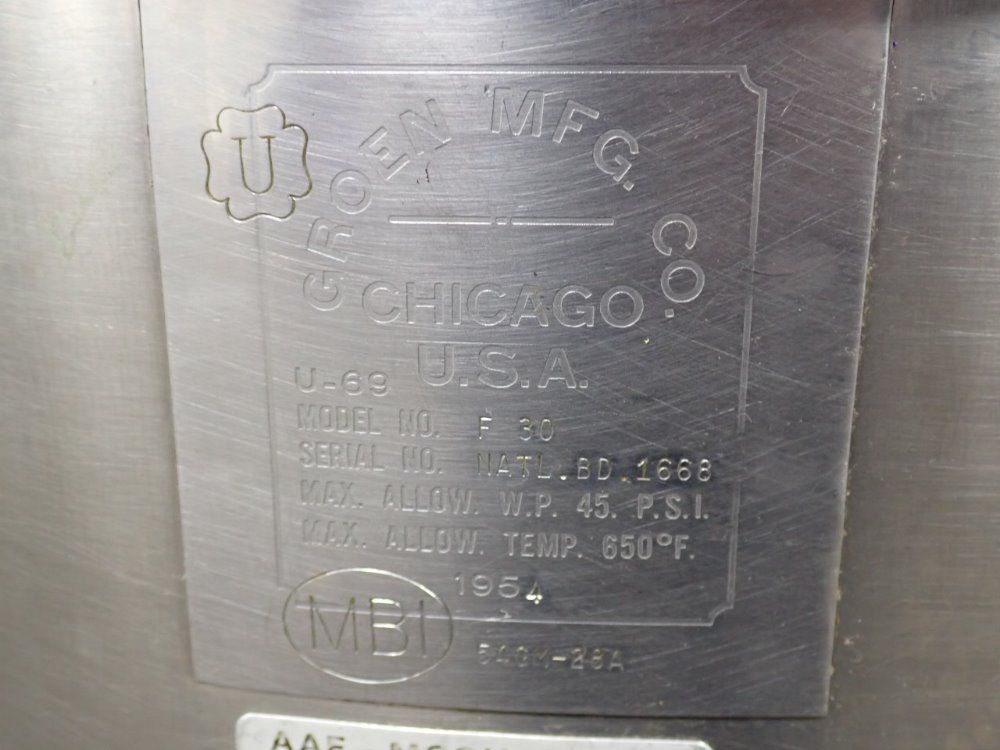 U
GROEN MFG. CO.
CHICAGO
U.S.A.
U-69
MODEL NO. F 30
SERIAL NO. NATL.BD.1668
MAX. ALLOW. W.P. 45. P.S.I.
MAX. ALLOW. TEMP. 650°F.
1954
MBI